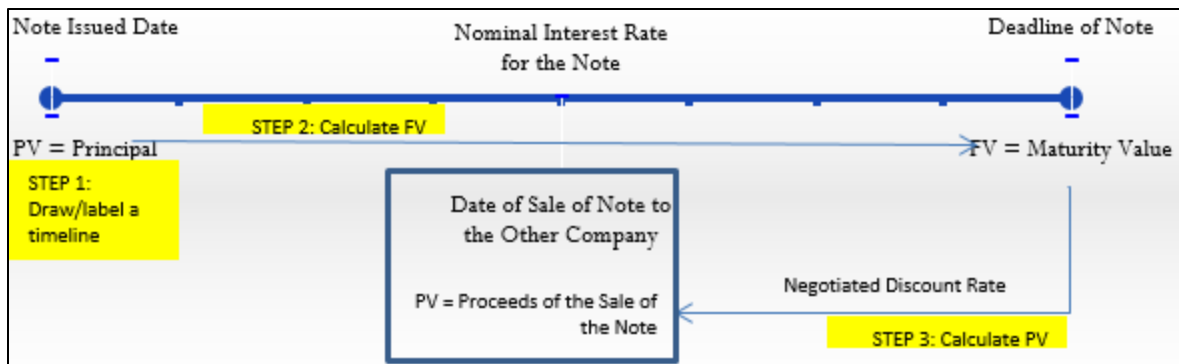 Note Issued Date
Nominal Interest Rate
for the Note
Deadline of Note
STEP 2: Calculate FV
PV = Principal
FV = Maturity Value
STEP 1:
Draw/label a
timeline
Date of Sale of Note to
the Other Company
PV = Proceeds of the Sale of
the Note
Negotiated Discount Rate
STEP 3: Calculate PV